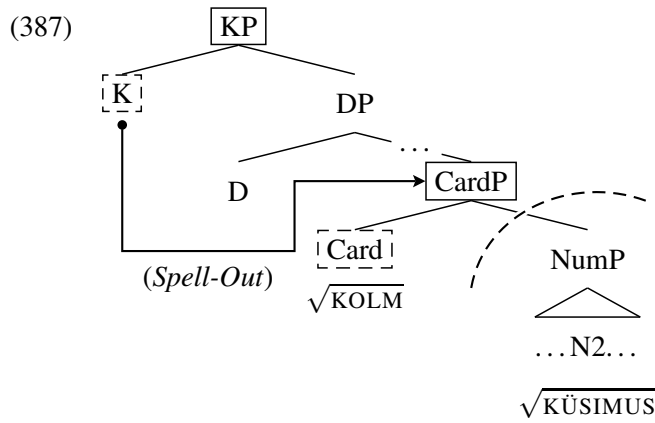 (387)
KP
K
DP
D
...
CardP
(Spell-Out)
Card
NumP
√KOLM
...N2...
√KÜSIMUS